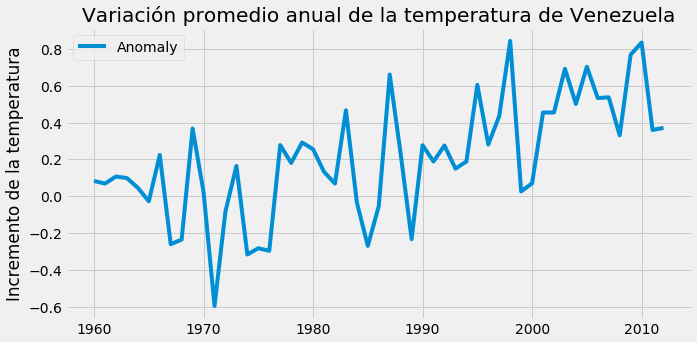 Variación promedio anual de la temperatura de Venezuela
Anomaly
Incremento de la temperatura
0.8
0.6
0.4
0.2
0.0
−0.2
−0.4
−0.6
1960 1970 1980 1990 2000 2010